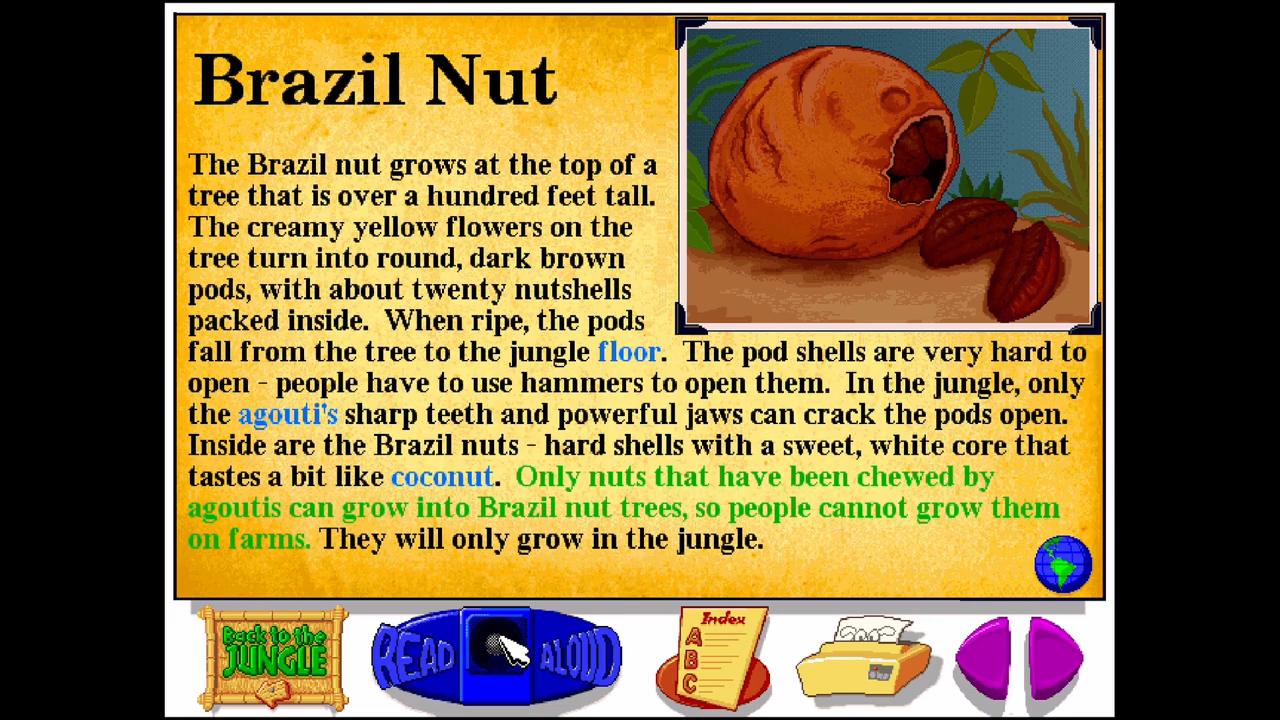 Brazil Nut
The Brazil nut grows at the top of a
tree that is over a hundred feet tall.
The creamy yellow flowers on the
tree turn into round, dark brown
pods, with about twenty nutshells
packed inside.  When ripe, the pods
fall from the tree to the jungle floor.  The pod shells are very hard to
open - people have to use hammers to open them.  In the jungle, only
the agouti's sharp teeth and powerful jaws can crack the pods open.
Inside are the Brazil nuts - hard shells with a sweet, white core that
tastes a bit like coconut.  Only nuts that have been chewed by
agoutis can grow into Brazil nut trees, so people cannot grow them
on farms. They will only grow in the jungle.
Back to the
JUNGLE
READ ALOUD
Index
A
B
C